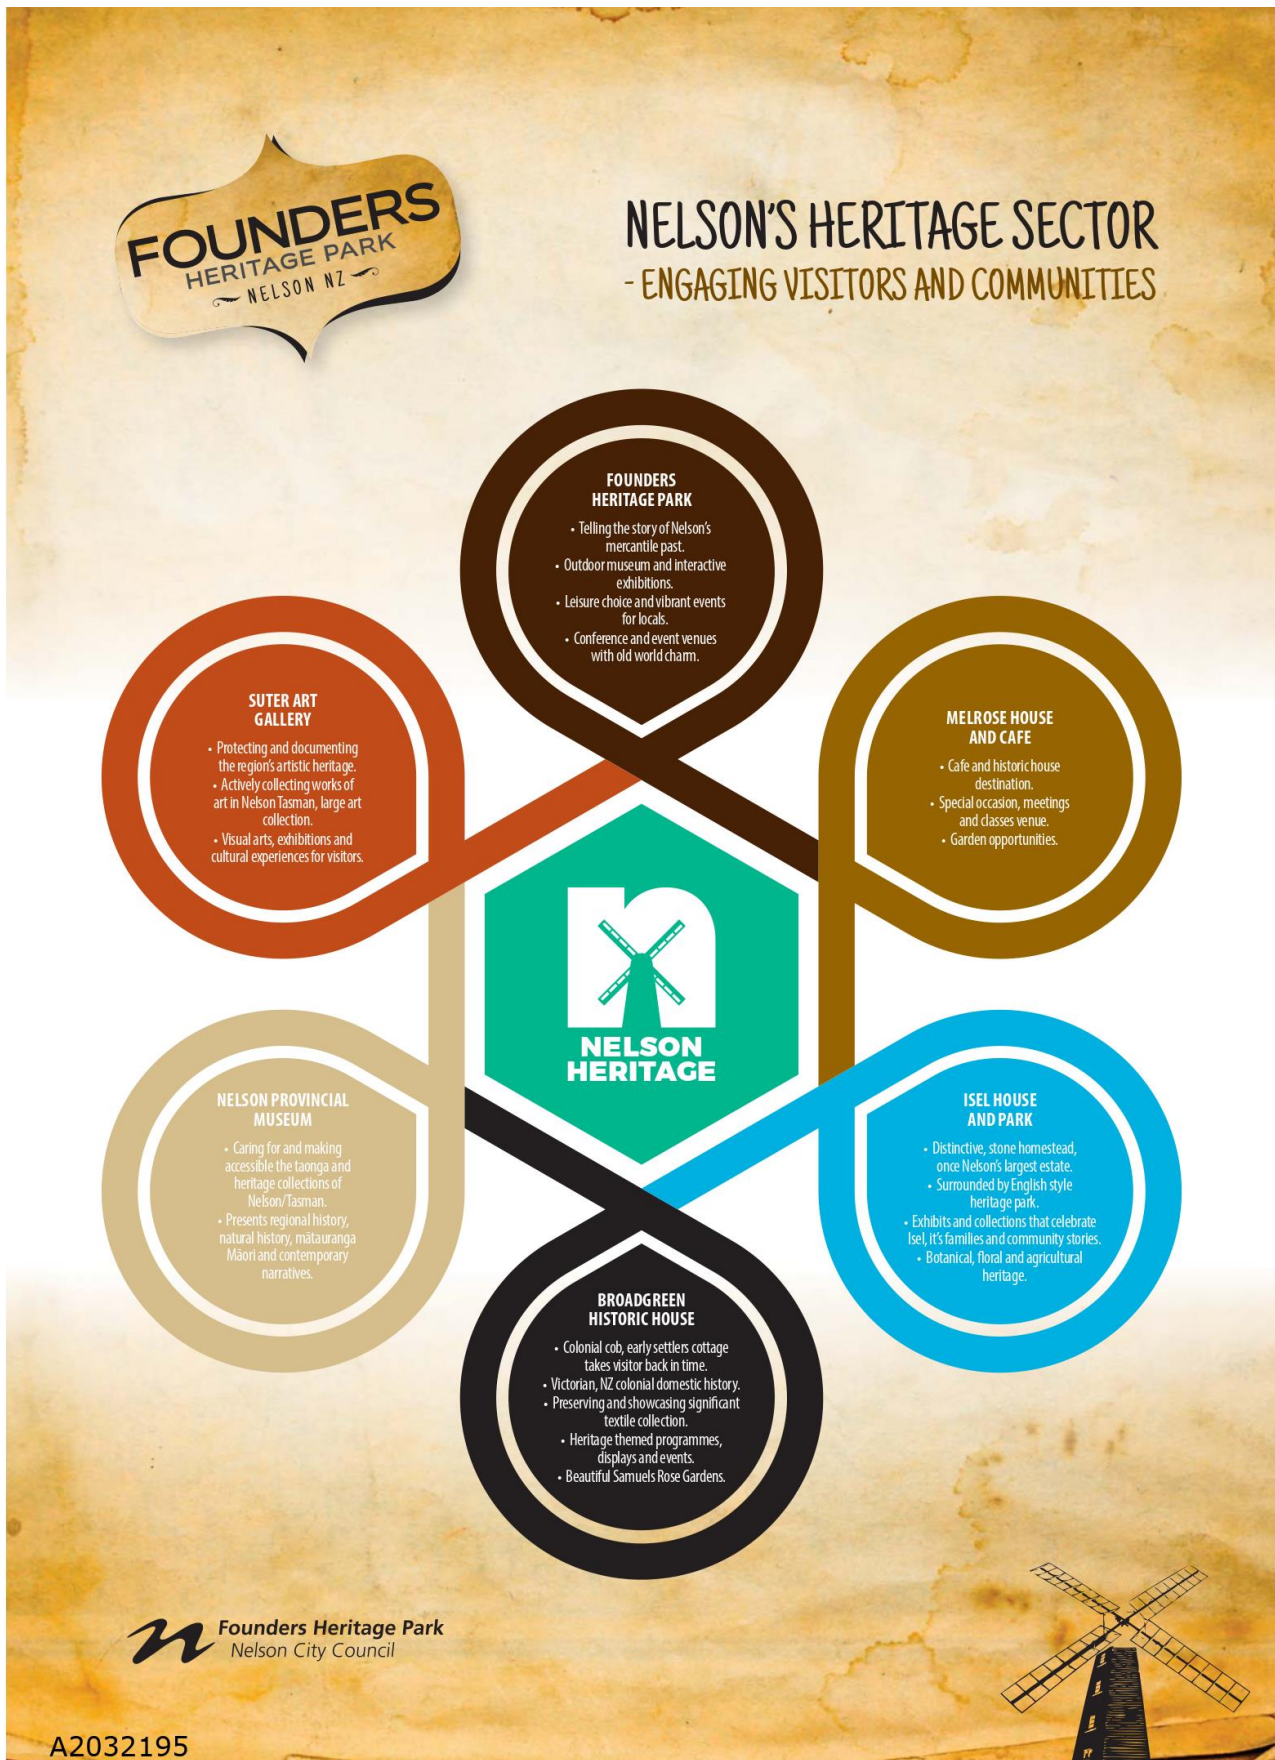 FOUNDERS
HERITAGE PARK
NELSON NZ
NELSON'S HERITAGE SECTOR
- ENGAGING VISITORS AND COMMUNITIES
FOUNDERS
HERITAGE PARK
• Telling the story of Nelson's
mercantile past.
• Outdoor museum and interactive
exhibitions.
• Leisure choice and vibrant events
for locals.
• Conference and event venues
with old world charm.
SUTER ART
GALLERY
• Protecting and documenting
the region's artistic heritage.
• Actively collecting works of
art in Nelson Tasman, large art
collection.
• Visual arts, exhibitions and
cultural experiences for visitors.
MELROSE HOUSE
AND CAFE
• Cafe and historic house
destination.
• Special occasion, meetings
and classes venue.
• Garden opportunities.
NELSON
HERITAGE
NELSON PROVINCIAL
MUSEUM
• Caring for and making
accessible the taonga and
heritage collections of
Nelson/Tasman.
• Presents regional history,
natural history, mātauranga
Māori and contemporary
narratives.
ISEL HOUSE
AND PARK
• Distinctive, stone homestead,
once Nelson's largest estate.
• Surrounded by English style
heritage park.
• Exhibits and collections that celebrate
Isel, it's families and community stories.
• Botanical, floral and agricultural
heritage.
BROADGREEN
HISTORIC HOUSE
• Colonial cob, early settlers cottage
takes visitor back in time.
• Victorian, NZ colonial domestic history.
• Preserving and showcasing significant
textile collection.
• Heritage themed programmes,
displays and events.
• Beautiful Samuels Rose Gardens.
Founders Heritage Park
Nelson City Council
A2032195